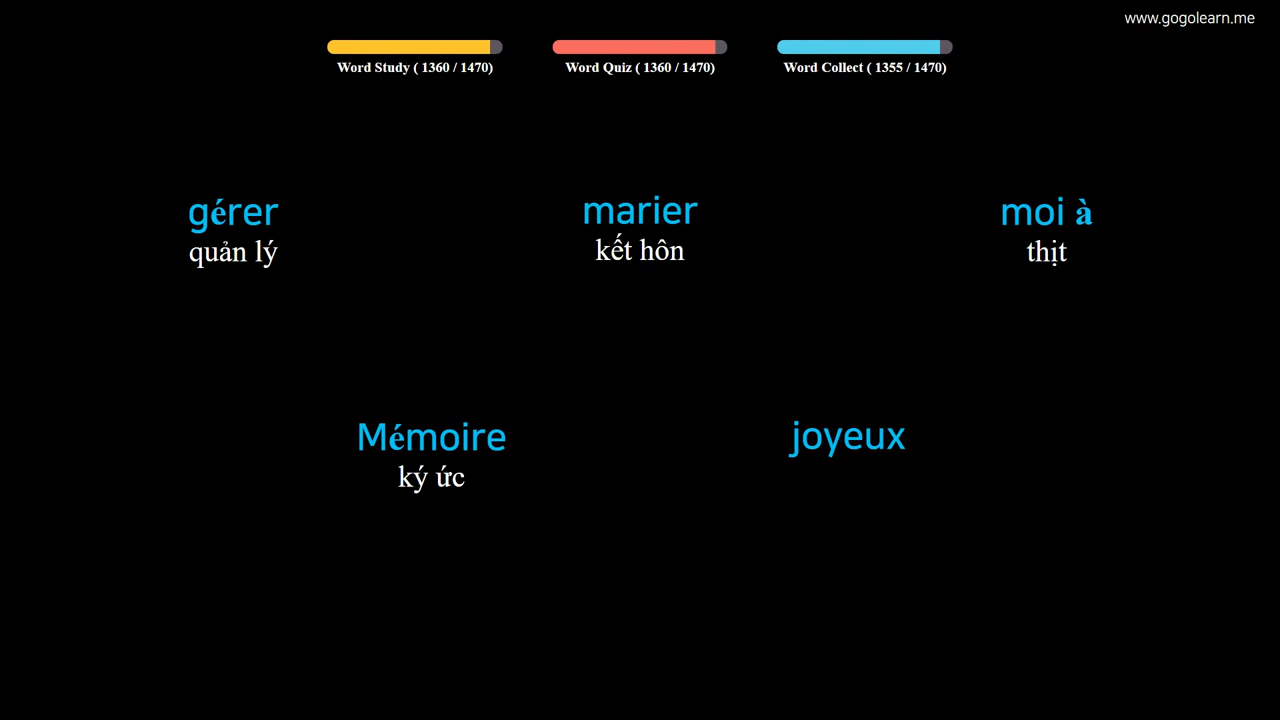 www.gogolearn.me
Word Study ( 1360 / 1470)
Word Quiz ( 1360 / 1470)
Word Collect ( 1355 / 1470)
gérer
quản lý
marier
kết hôn
moi à
thịt
Mémoire
ký ức
joyeux